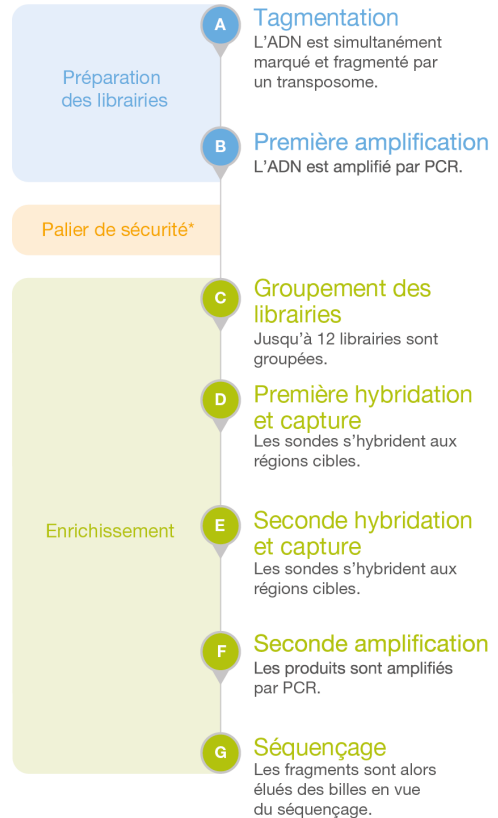 A
Tagmentation
L'ADN est simultanément
marqué et fragmenté par
un transposome.
Préparation
des librairies
B
Première amplification
L'ADN est amplifié par PCR.
Palier de sécurité*
C
Groupement des
librairies
Jusqu'à 12 librairies sont
groupées.
D
Première hybridation
et capture
Les sondes s'hybrident aux
régions cibles.
Enrichissement
E
Seconde hybridation
et capture
Les sondes s'hybrident aux
régions cibles.
F
Seconde amplification
Les produits sont amplifiés
par PCR.
G
Séquençage
Les fragments sont alors
élués des billes en vue
du séquençage.